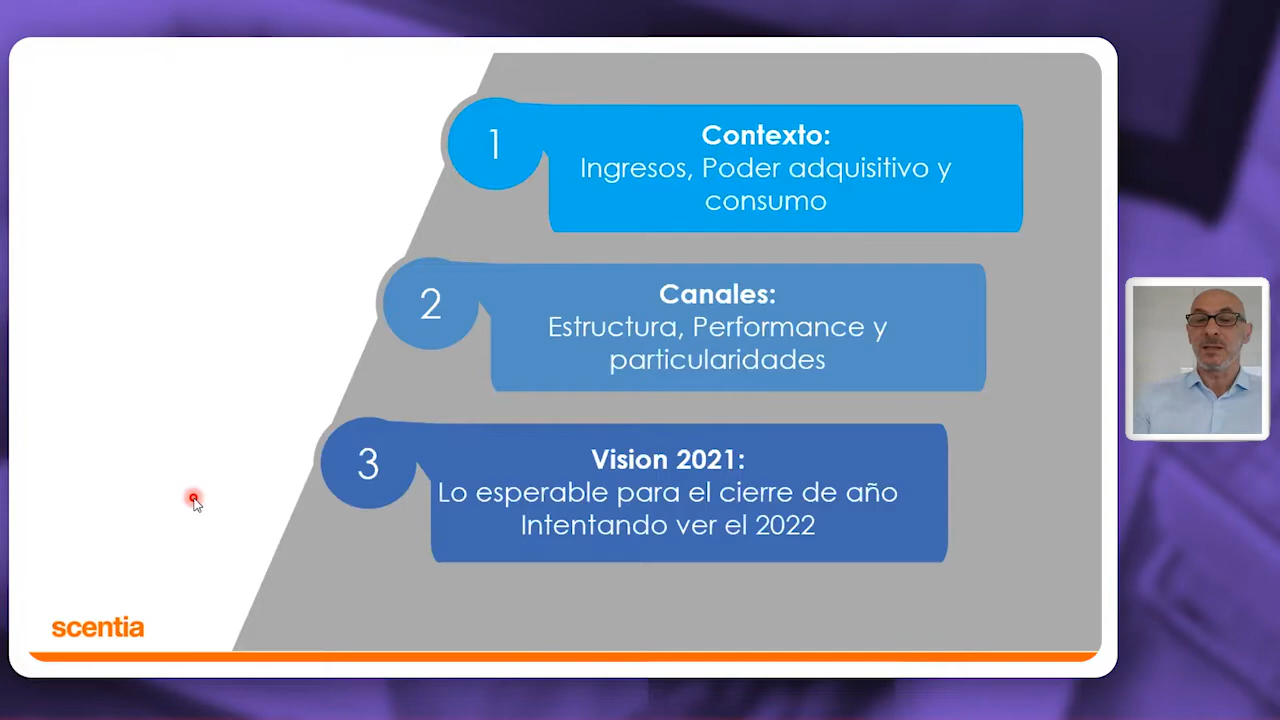 1
Contexto:
Ingresos, Poder adquisitivo y
consumo
2
Canales:
Estructura, Performance y
particularidades
3
Vision 2021:
Lo esperable para el cierre de año
Intentando ver el 2022
scentia